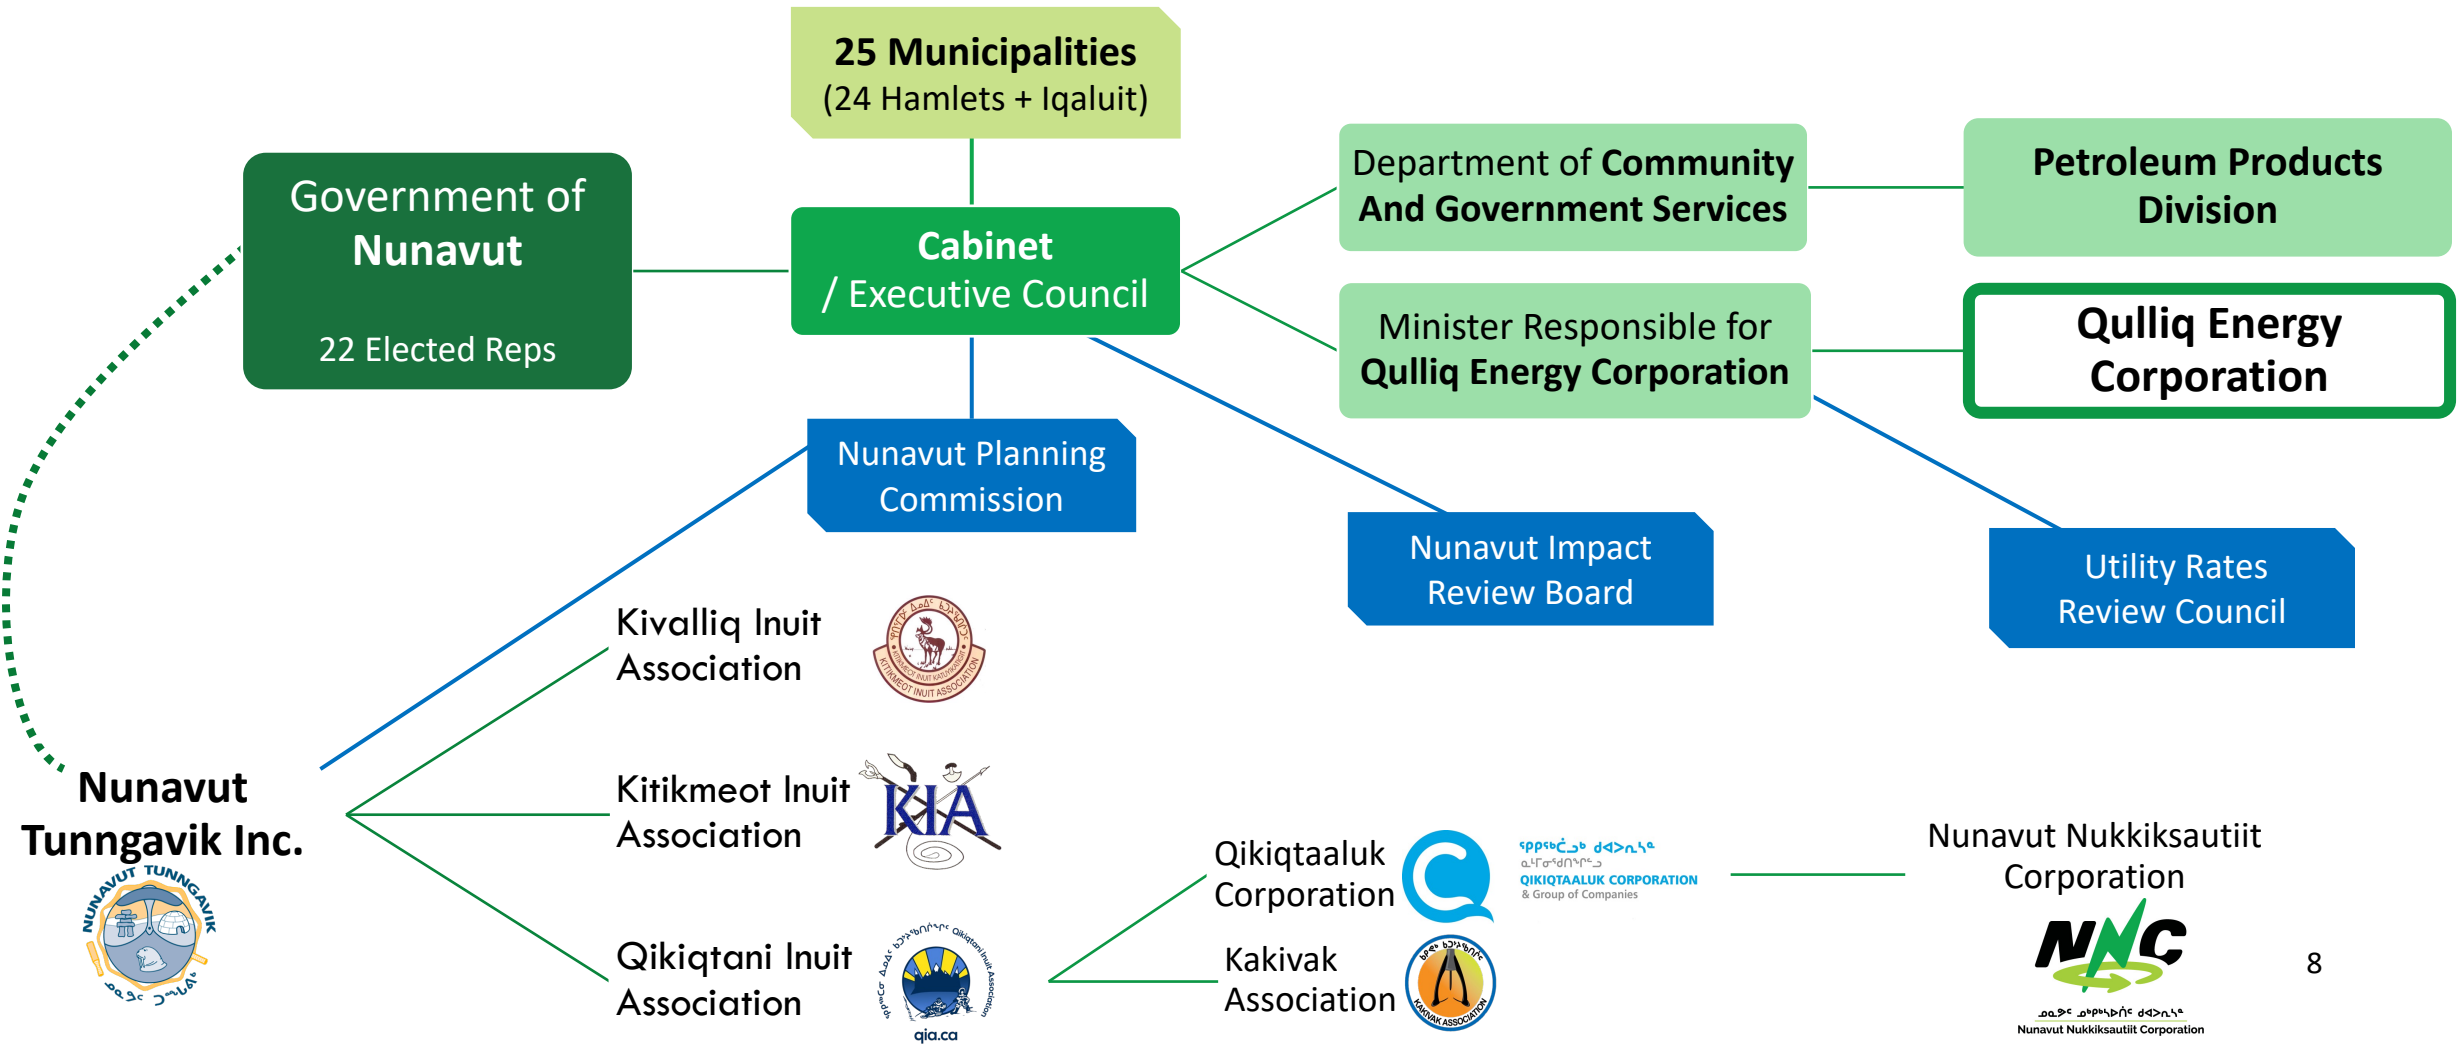 25 Municipalities
(24 Hamlets + Iqaluit)
Government of
Nunavut
22 Elected Reps
Cabinet
/ Executive Council
Department of Community
And Government Services
Petroleum Products
Division
Minister Responsible for
Qulliq Energy Corporation
Qulliq Energy
Corporation
Nunavut Planning
Commission
Nunavut Impact
Review Board
Utility Rates
Review Council
Kivalliq Inuit
Association
KITIKMEOT INUIT ASSOCIATION
Kitikmeot Inuit
Association
KIA
Nunavut
Tunngavik Inc.
NUNAVUT TUNNGAVIK
Qikiqtani Inuit
Association
Qikiqtani Inuit Association
qia.ca
Qikiqtaaluk
Corporation
QIKIQTAALUK CORPORATION
& Group of Companies
Kakivak
Association
KAKIVAK ASSOCIATION
Nunavut Nukkiksautiit
Corporation
NNC
Nunavut Nukkiksautiit Corporation
8